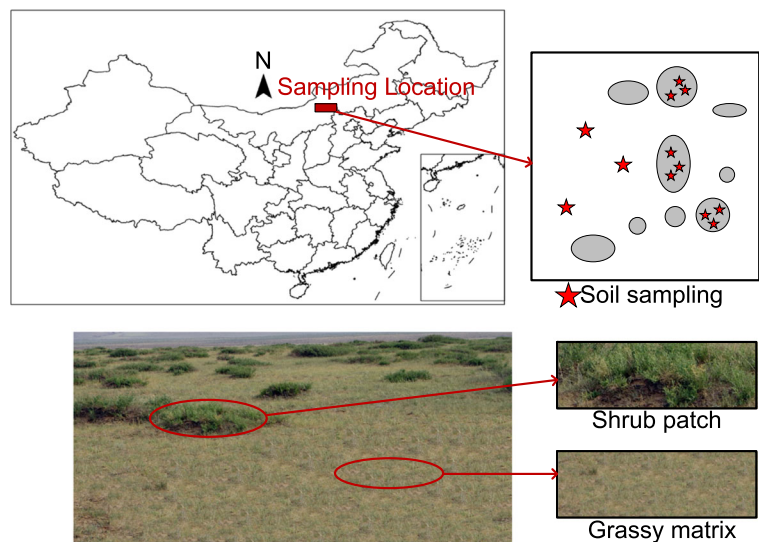 N
Sampling Location
Soil sampling
Shrub patch
Grassy matrix